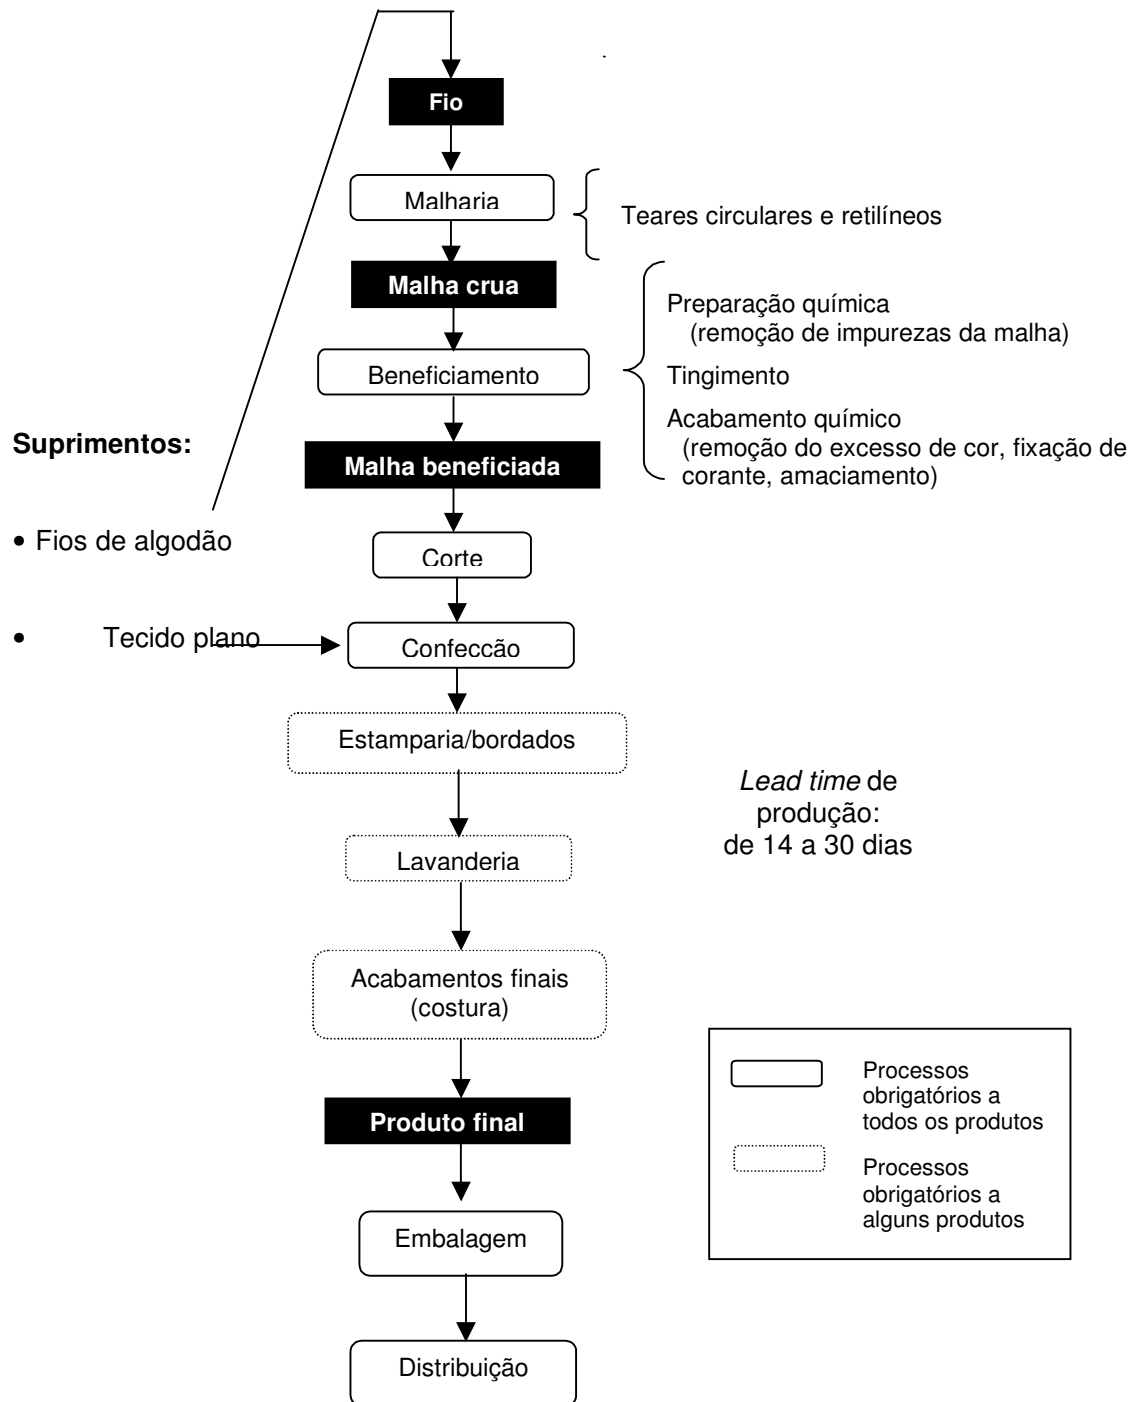 Fio
Malharia
Teares circulares e retilíneos
Malha crua
Preparação química
(remoção de impurezas da malha)
Beneficiamento
Tingimento
Acabamento químico
(remoção do excesso de cor, fixação de
corante, amaciamento)
Suprimentos:
Malha beneficiada
• Fios de algodão
Corte
• Tecido plano
Confecção
Estamparia/bordados
Lead time de
produção:
de 14 a 30 dias
Lavanderia
Acabamentos finais
(costura)
Produto final
Processos
obrigatórios a
todos os produtos
Processos
obrigatórios a
alguns produtos
Embalagem
Distribuição